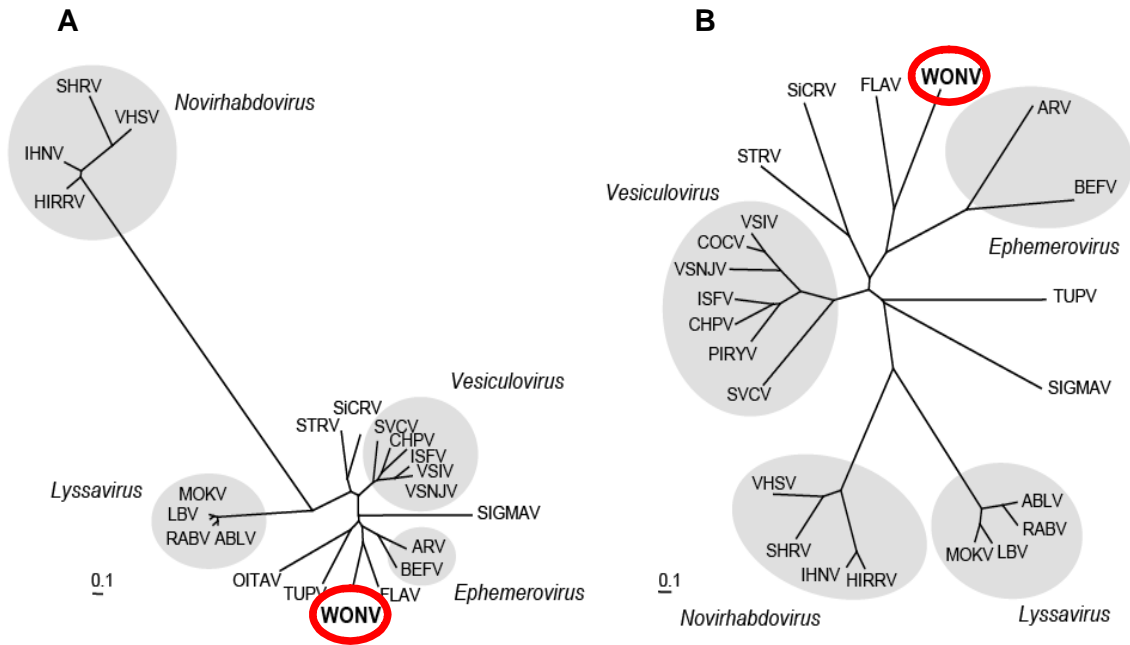 A
SHRV
Novirhabdovirus
VHSV
IHNV
HIRRV
Vesiculovirus
SiCRV
STRV
SVCV
CHPV
ISFV
VSIV
VSNJV
Lyssavirus
MOKV
LBV
RABV ABLV
SIGMAV
ARV
BEFV
OITAV
TUPV
FLAV
Ephemerovirus
WONV
0.1
B
WONV
SiCRV
FLAV
ARV
STRV
BEFV
Vesiculovirus
VSIV
COCV
VSNJV
ISFV
CHPV
PIRYV
SVCV
Ephemerovirus
TUPV
SIGMAV
VHSV
SHRV
IHNV
HIRRV
ABLV
RABV
MOKV
LBV
0.1
Novirhabdovirus
Lyssavirus